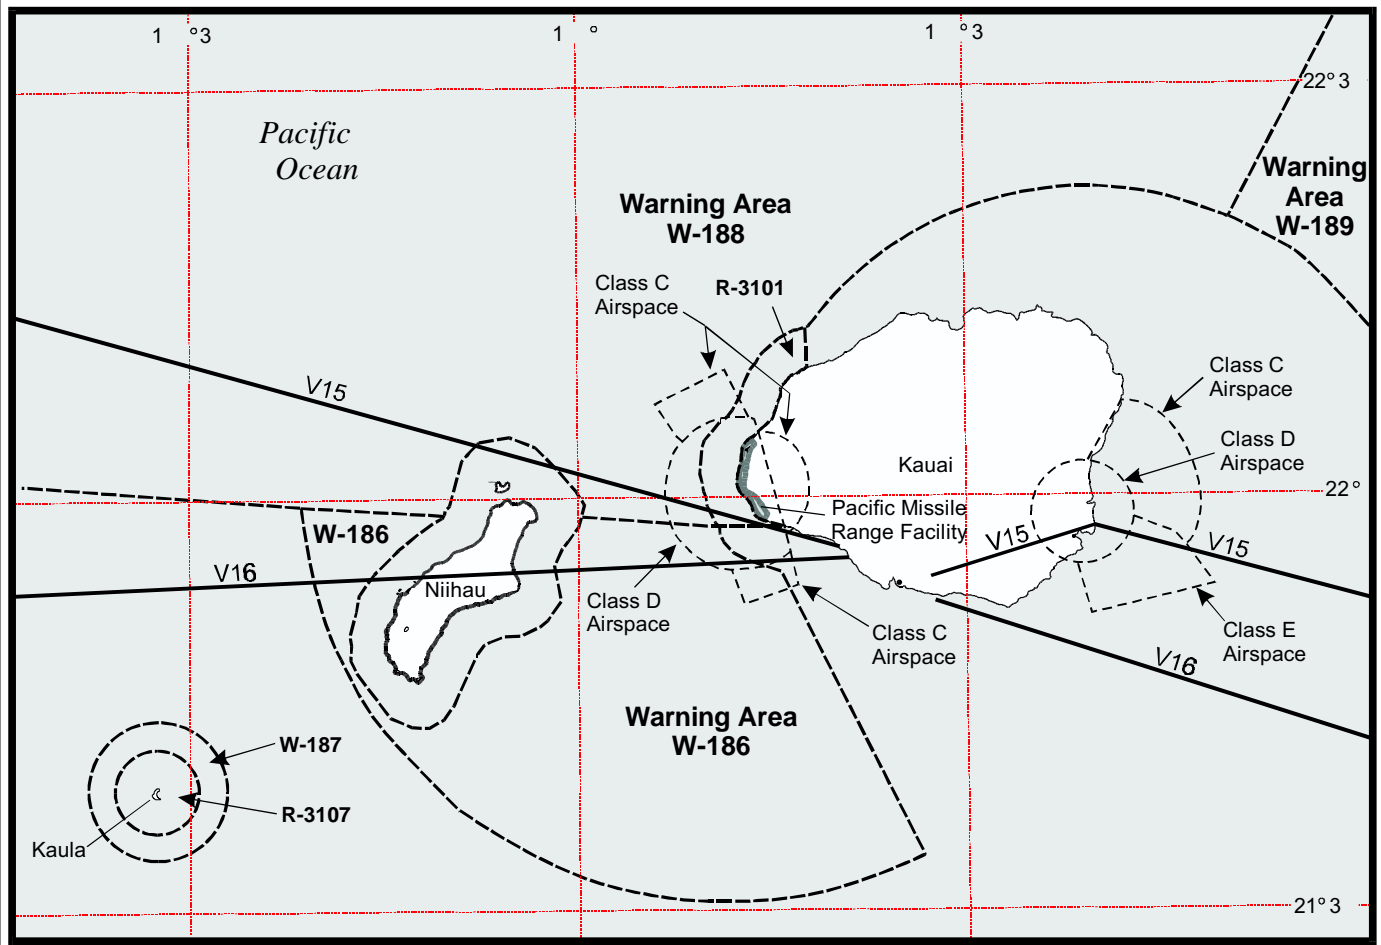 1 °3
1 °
1 °3
22°3
Pacific
Ocean
Warning
Area
W-189
Warning Area
W-188
Class C
Airspace
R-3101
Class C
Airspace
V15
Class D
Airspace
Kauai
22°
Pacific Missile
Range Facility
W-186
V15
V15
V16
Niihau
Class D
Airspace
Class C
Airspace
Class E
Airspace
V16
Warning Area
W-186
W-187
R-3107
Kaula
21°3